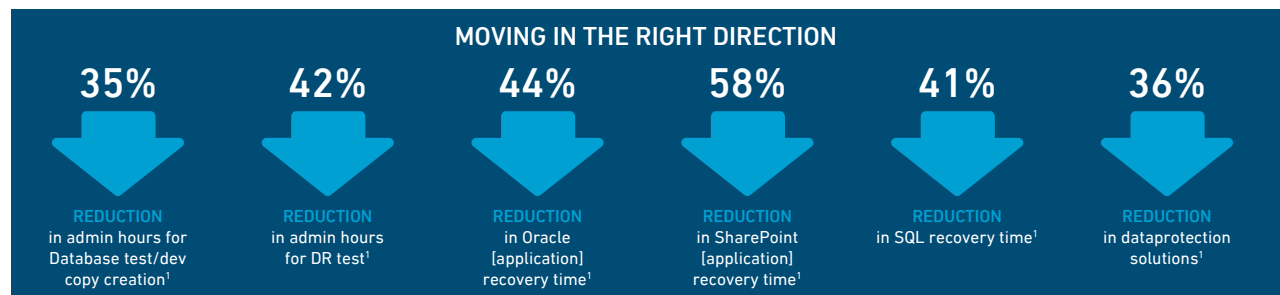 MOVING IN THE RIGHT DIRECTION
35%
REDUCTION
in admin hours for
Database test/dev
copy creation¹
42%
REDUCTION
in admin hours
for DR test¹
44%
REDUCTION
in Oracle
[application]
recovery time¹
58%
REDUCTION
in SharePoint
[application]
recovery time¹
41%
REDUCTION
in SQL recovery time¹
36%
REDUCTION
in dataprotection
solutions¹